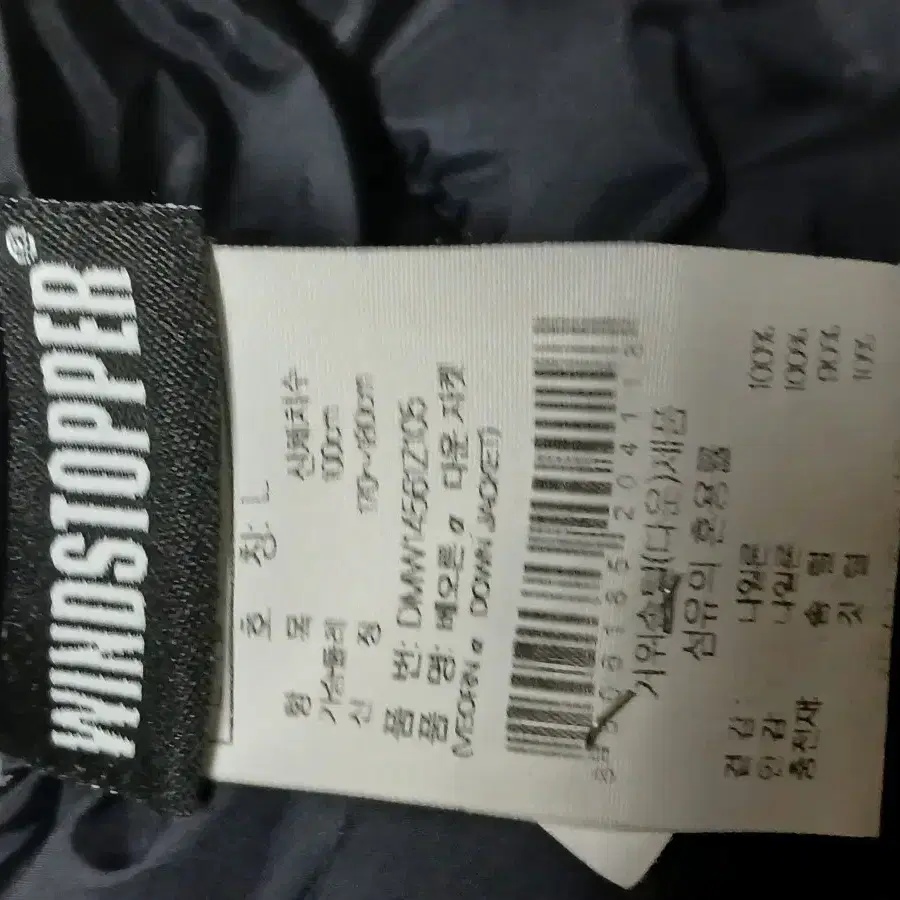 WINDSTOPPER®
호 칭: L
항 목 신체치수
가슴둘레 100cm
신 장 175~180cm
품 번: DMW14561Z105
품 명: 메오른 α 다운 자켓
(MEORN α DOWN JACKET)
거위솜털(다운)제품
섬유의 혼용률
겉 감: 나일론 100%
안 감: 나일론 100%
충전재 솜 털 90%
깃 털 10%